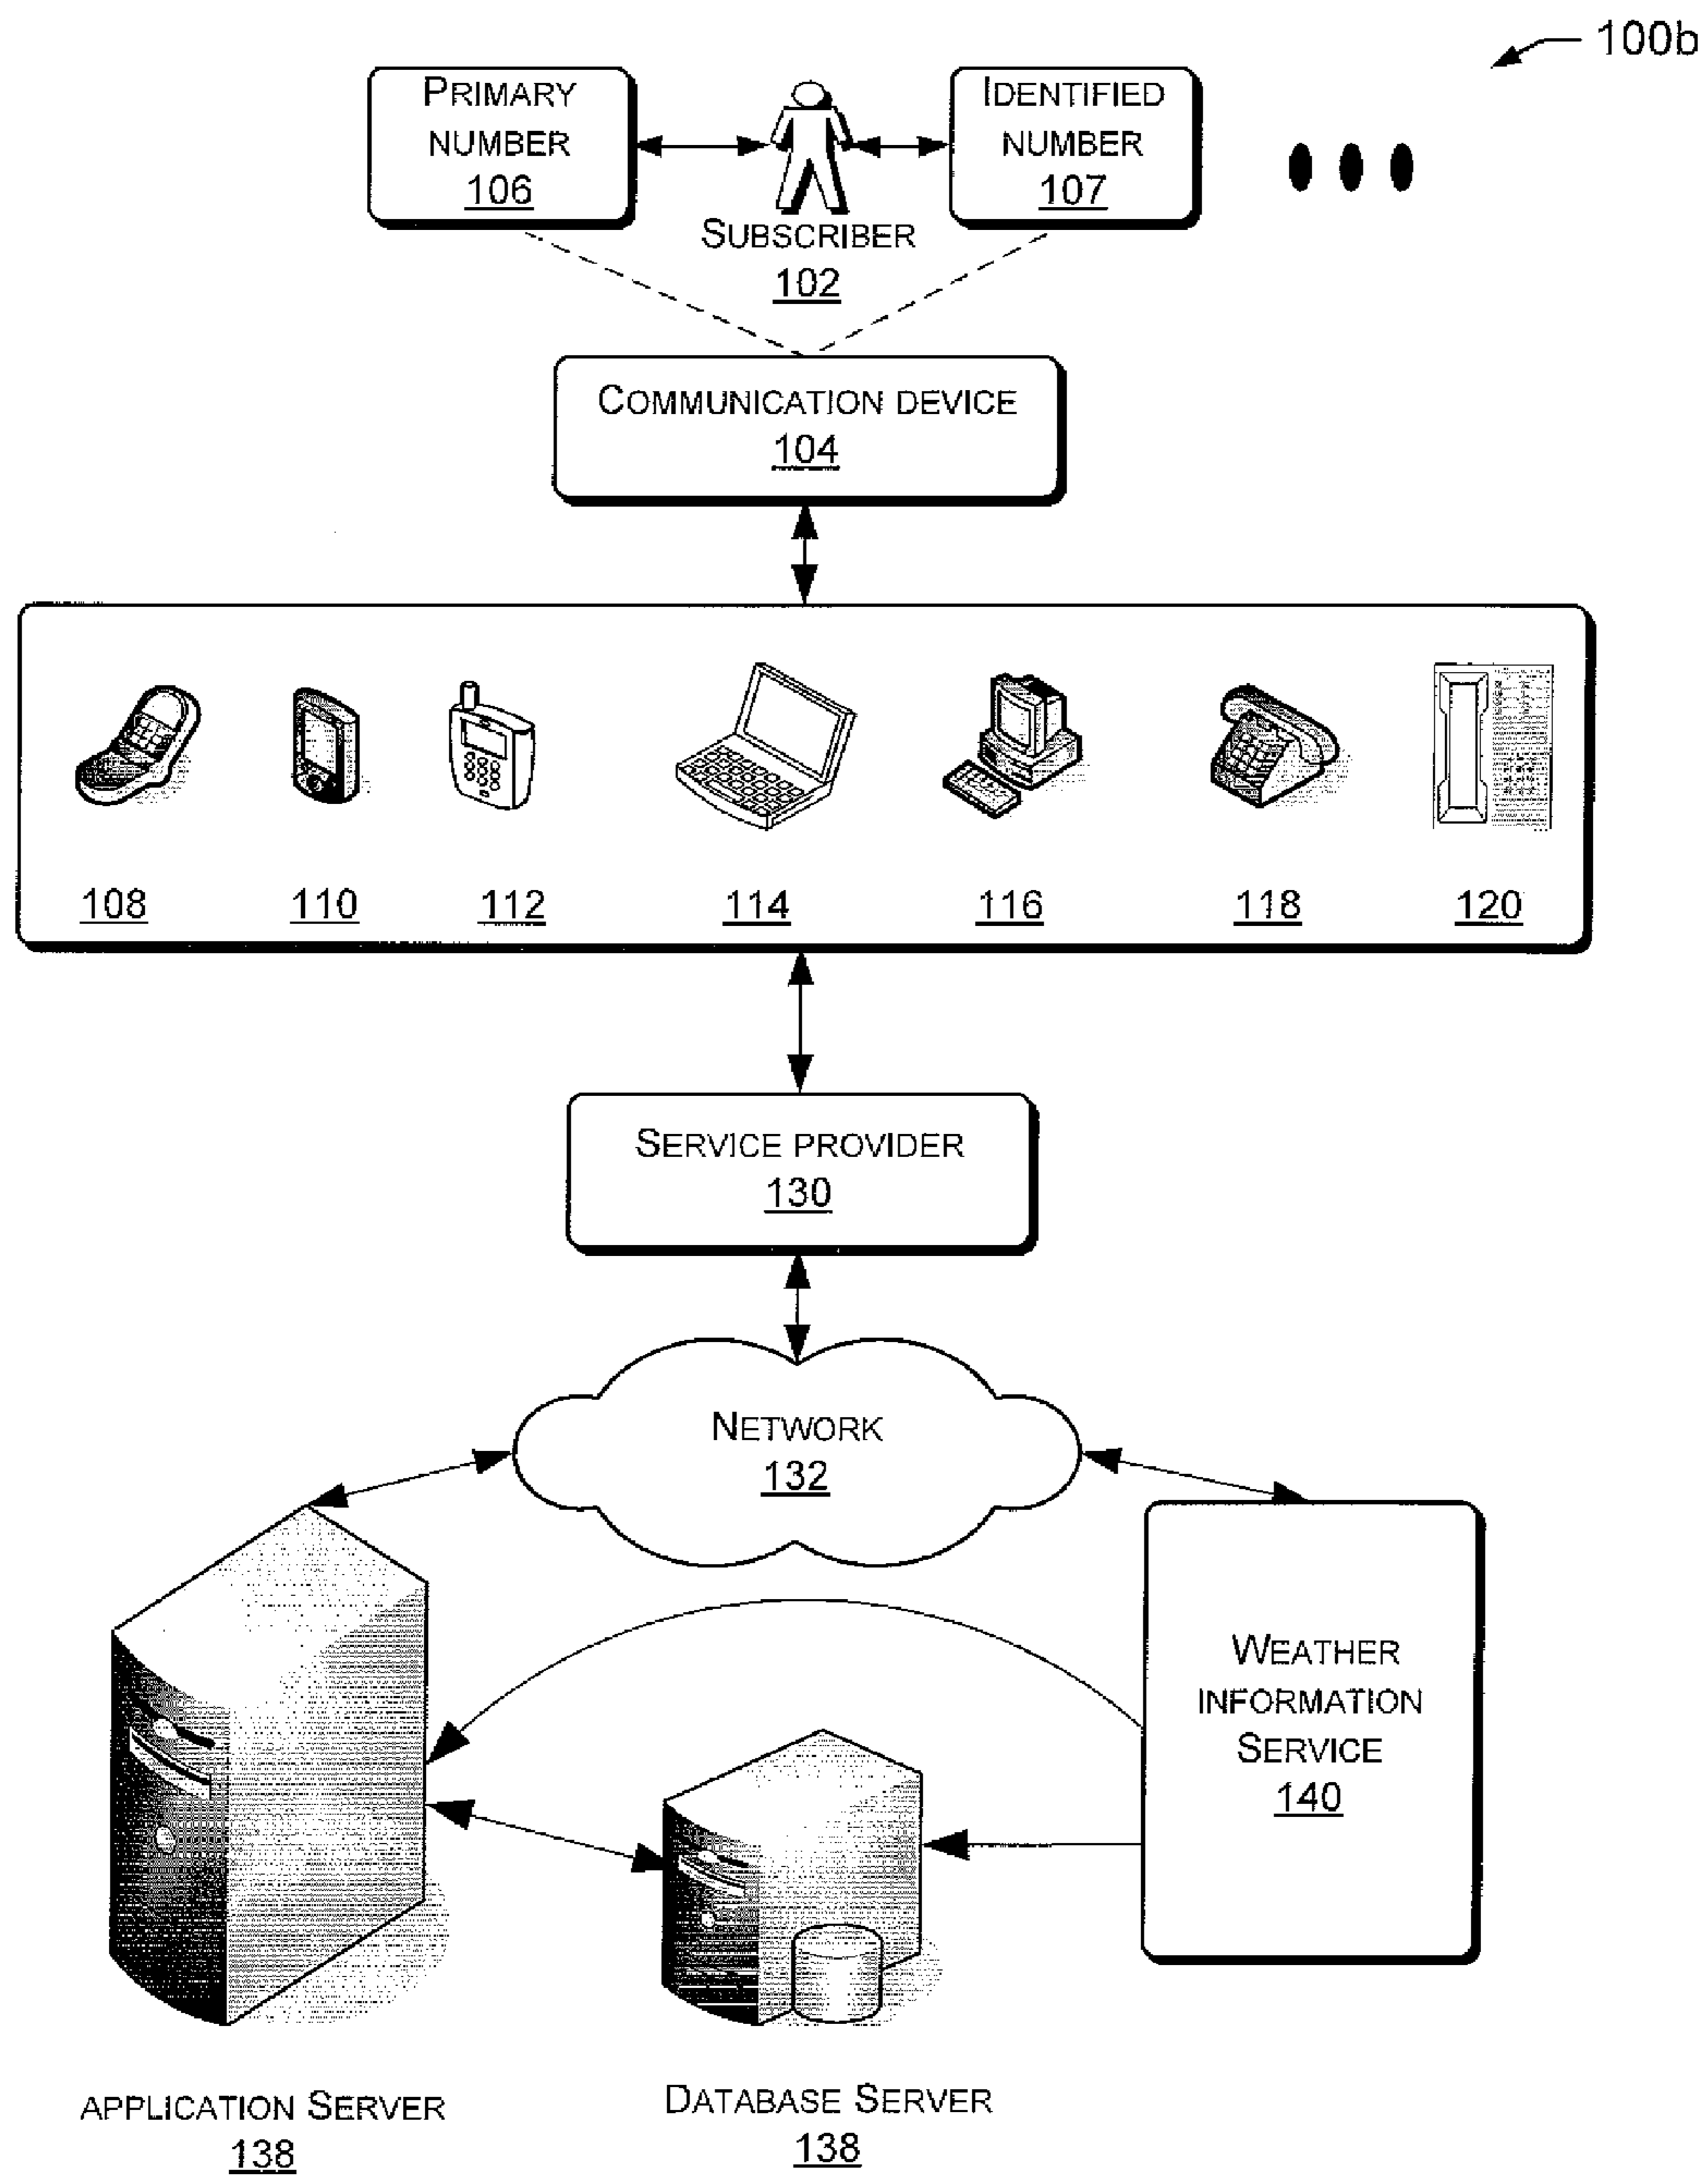 100b
PRIMARY
NUMBER
106
IDENTIFIED
NUMBER
107
SUBSCRIBER
102
COMMUNICATION DEVICE
104
108
110
112
114
116
118
120
SERVICE PROVIDER
130
NETWORK
132
WEATHER
INFORMATION
SERVICE
140
APPLICATION SERVER
138
DATABASE SERVER
138